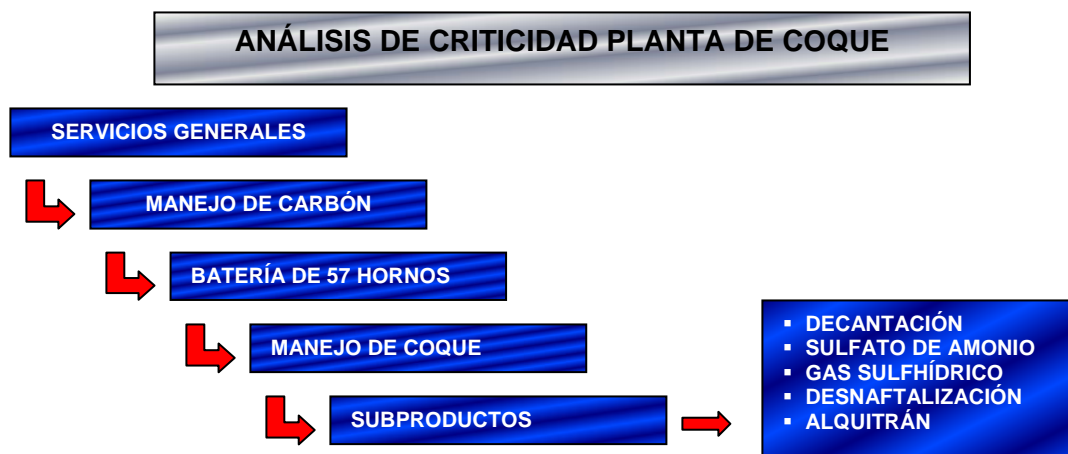 ANÁLISIS DE CRITICIDAD PLANTA DE COQUE
SERVICIOS GENERALES
MANEJO DE CARBÓN
BATERÍA DE 57 HORNOS
MANEJO DE COQUE
SUBPRODUCTOS
▪ DECANTACIÓN
▪ SULFATO DE AMONIO
▪ GAS SULFHÍDRICO
▪ DESNAFTALIZACIÓN
▪ ALQUITRÁN